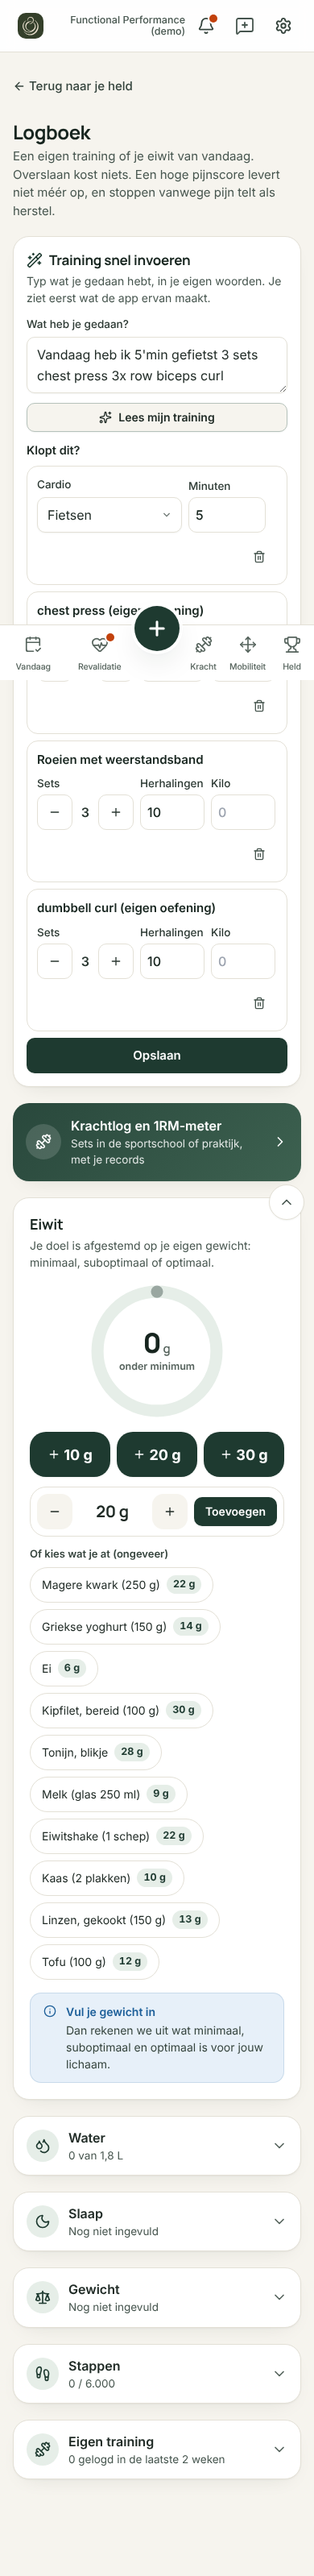 Functional Performance
(demo)
Terug naar je held
Logboek
Een eigen training of je eiwit van vandaag.
Overslaan kost niets. Een hoge pijnscore levert
niet méér op, en stoppen vanwege pijn telt als
herstel.
Training snel invoeren
Typ wat je gedaan hebt, in je eigen woorden. Je
ziet eerst wat de app ervan maakt.
Wat heb je gedaan?
Vandaag heb ik 5'min gefietst 3 sets
chest press 3x row biceps curl
Lees mijn training
Klopt dit?
Cardio
Minuten
Fietsen
5
chest press (eigen
Vandaag
Revalidatie
Kracht
Mobiliteit
Held
Roeien met weerstandsband
Sets
Herhalingen
Kilo
3
10
0
dumbbell curl (eigen oefening)
Sets
Herhalingen
Kilo
3
10
0
Opslaan
Krachtlog en 1RM-meter
Sets in de sportschool of praktijk,
met je records
Eiwit
Je doel is afgestemd op je eigen gewicht:
minimaal, suboptimal of optimaal.
0 g
onder minimum
+ 10 g
+ 20 g
+ 30 g
20 g
Toevoegen
Of kies wat je at (ongeveer)
Magere kwark (250 g) 22 g
Griekse yoghurt (150 g) 14 g
Ei 6 g
Kipfilet, bereid (100 g) 30 g
Tonijn, blikje 28 g
Melk (glas 250 ml) 9 g
Eiwitshake (1 schep) 22 g
Kaas (2 plakken) 10 g
Linzen, gekookt (150 g) 13 g
Tofu (100 g) 12 g
Vul je gewicht in
Dan rekenen we uit wat minimaal,
suboptimaal en optimaal is voor jouw
lichaam.
Water
0 van 1,8 L
Slaap
Nog niet ingevuld
Gewicht
Nog niet ingevuld
Stappen
0 / 6.000
Eigen training
0 gelogd in de laatste 2 weken